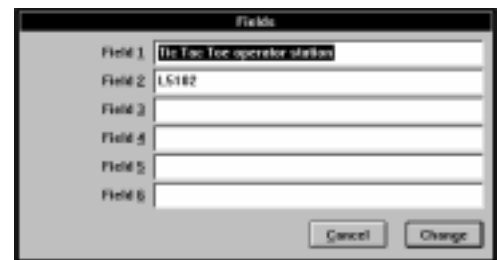 Fields
Field 1 Tic Tac Toe operator station
Field 2 L5102
Field 3
Field 4
Field 5
Field 6
Cancel Change